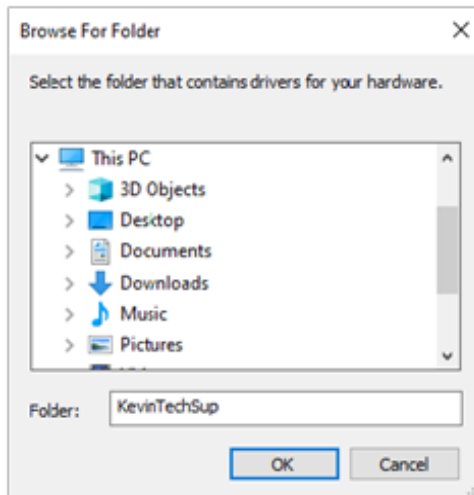 Browse For Folder
Select the folder that contains drivers for your hardware.
This PC
3D Objects
Desktop
Documents
Downloads
Music
Pictures
Folder: KevinTechSup
OK Cancel